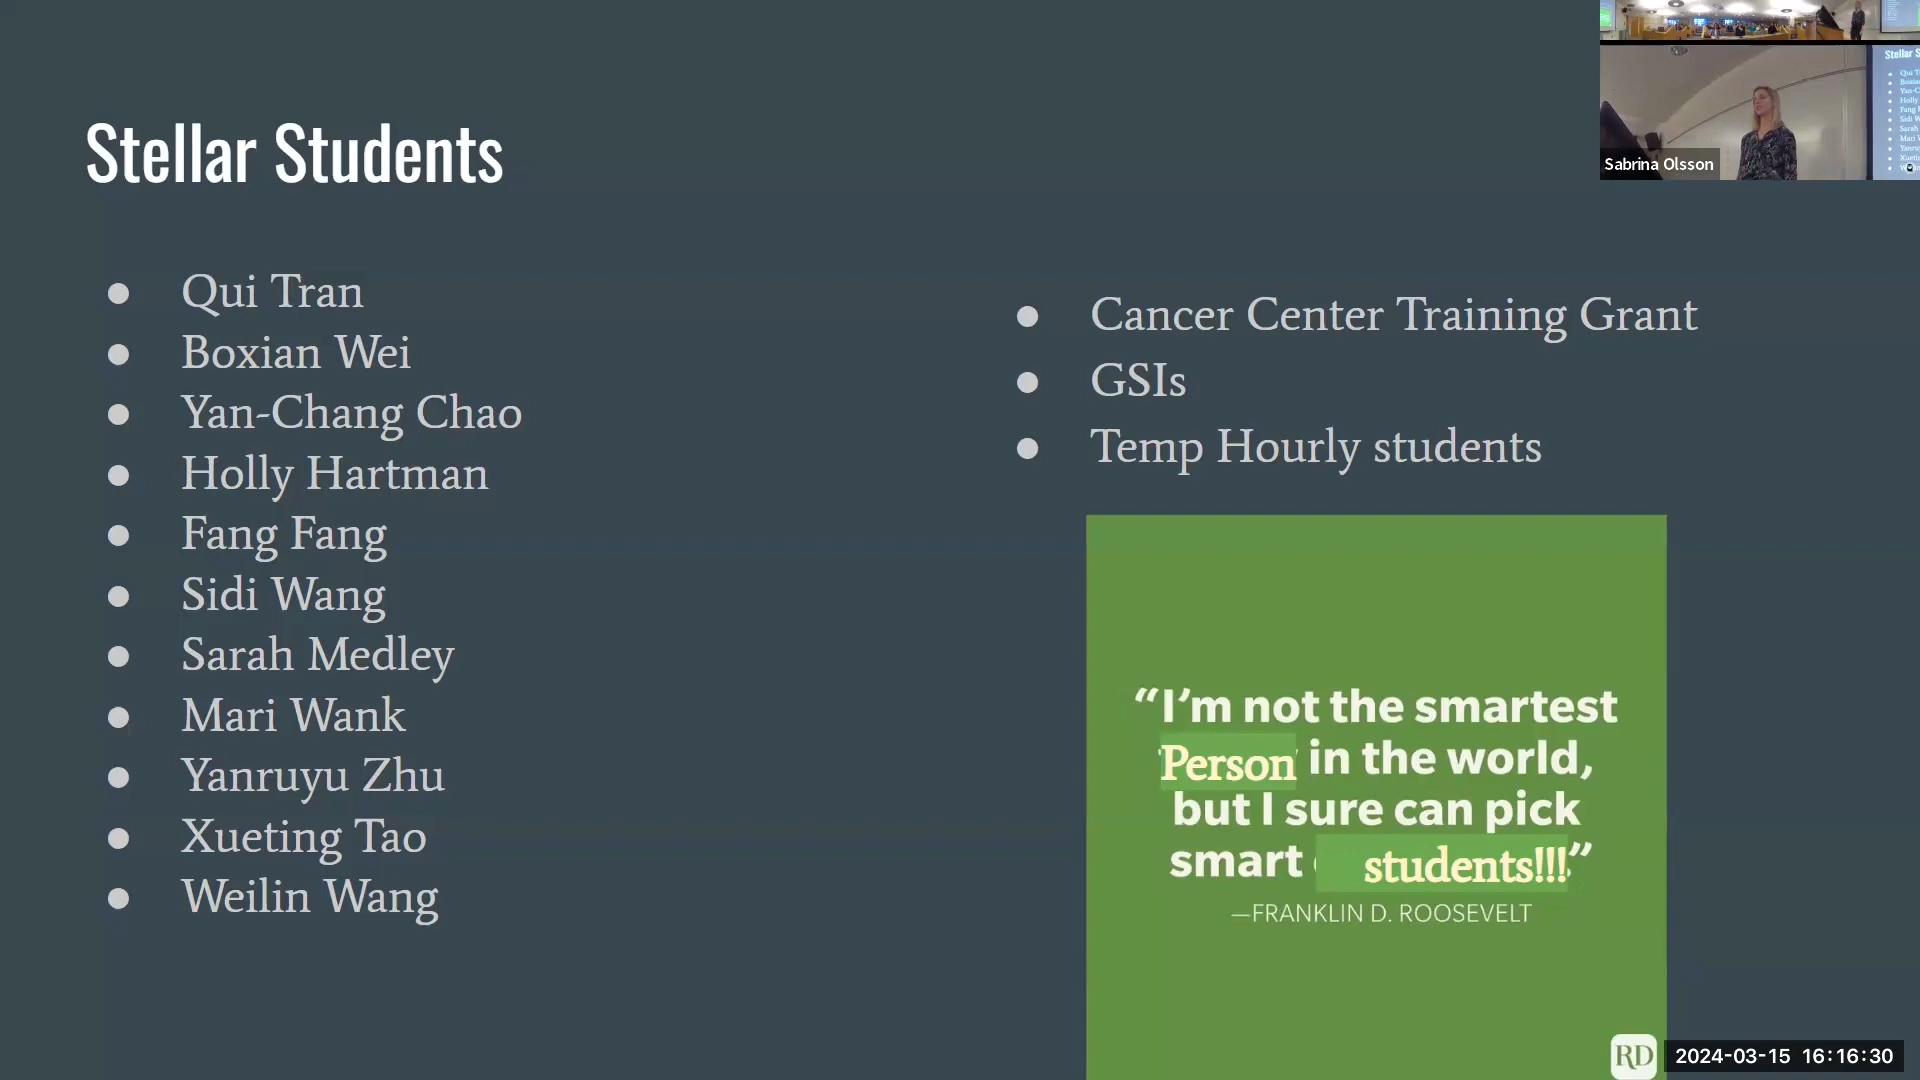 Stellar Students
Qui Tran
Boxian Wei
Yan-Chang Chao
Holly Hartman
Fang Fang
Sidi Wang
Sarah Medley
Mari Wank
Yanruyu Zhu
Xueting Tao
Weilin Wang
Cancer Center Training Grant
GSIs
Temp Hourly students
“I’m not the smartest
Person in the world,
but I sure can pick
smart students!!!”
—FRANKLIN D. ROOSEVELT
RD
Sabrina Olsson
Stellar S
2024-03-15 16:16:30